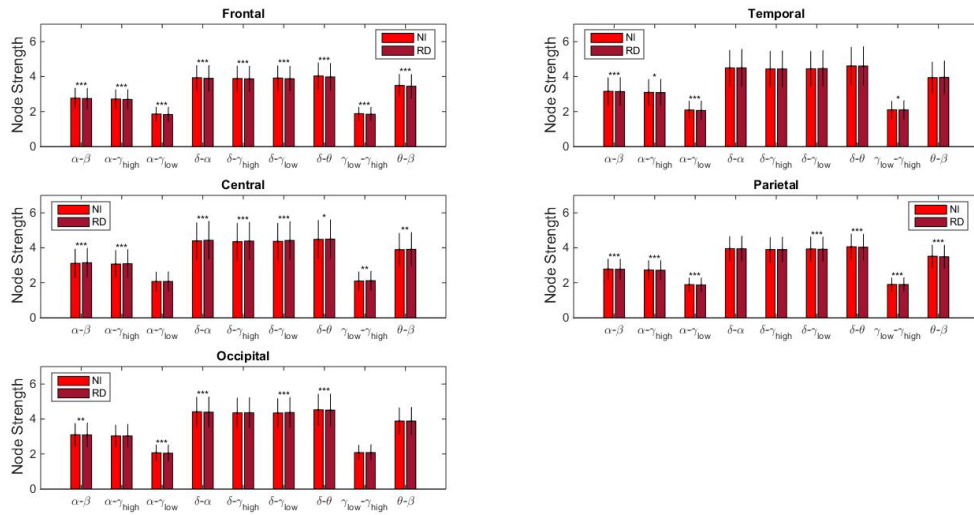 Frontal
Node Strength
6
4
2
0
NI
RD
*** *** *** *** *** *** *** *** ***
α-β α-γhigh α-γlow δ-α δ-γhigh δ-γlow δ-θ γlow-γhigh θ-β
Temporal
Node Strength
6
4
2
0
NI
RD
*** * *** *
α-β α-γhigh α-γlow δ-α δ-γhigh δ-γlow δ-θ γlow-γhigh θ-β
Central
Node Strength
6
4
2
0
NI
RD
*** *** *** *** *** * ** **
α-β α-γhigh α-γlow δ-α δ-γhigh δ-γlow δ-θ γlow-γhigh θ-β
Parietal
Node Strength
6
4
2
0
NI
RD
*** *** *** *** *** *** ***
α-β α-γhigh α-γlow δ-α δ-γhigh δ-γlow δ-θ γlow-γhigh θ-β
Occipital
Node Strength
6
4
2
0
NI
RD
** *** *** *** ***
α-β α-γhigh α-γlow δ-α δ-γhigh δ-γlow δ-θ γlow-γhigh θ-β